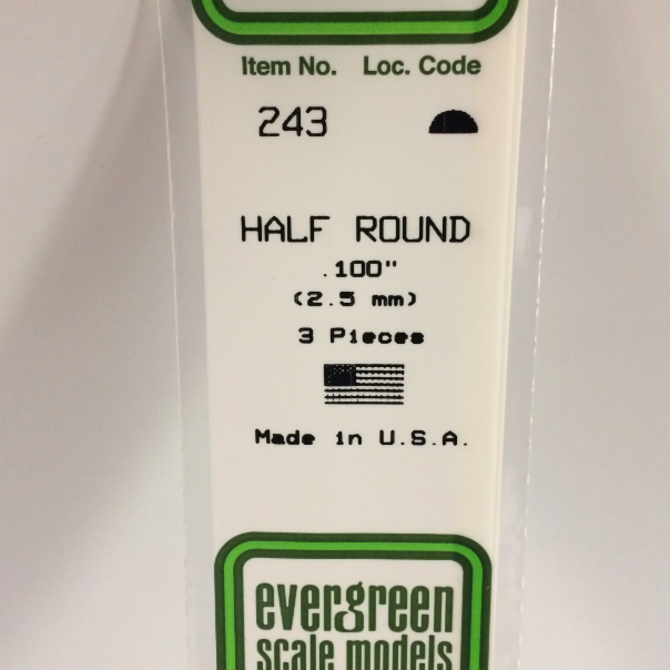 Item No. Loc. Code
243
HALF ROUND
.100"
(2.5 mm)
3 Pieces
Made in U.S.A.
evergreen
scale models